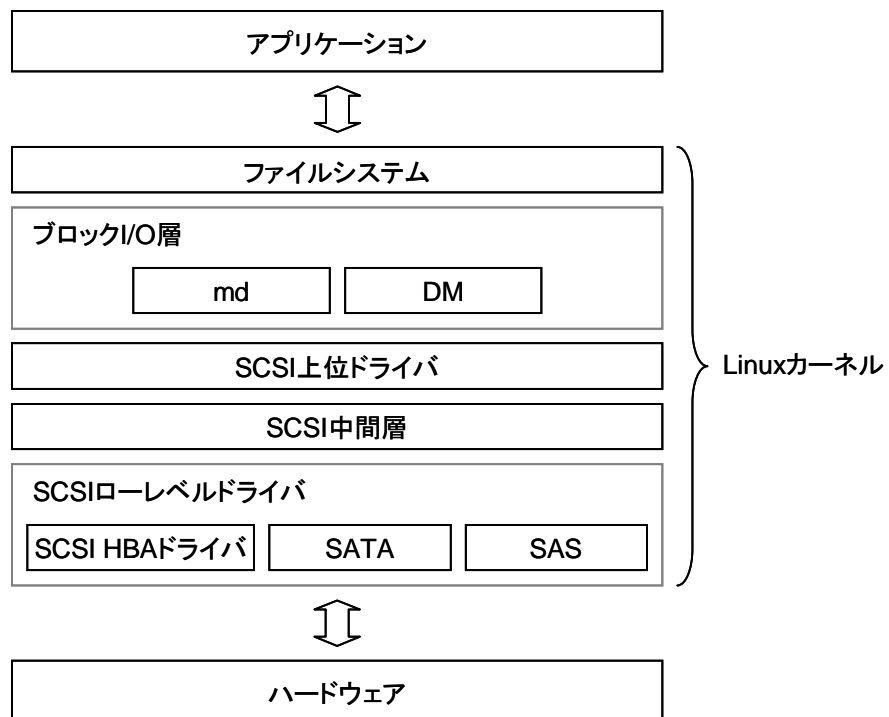 アプリケーション
ファイルシステム
ブロックI/O層
md
DM
SCSI上位ドライバ
Linuxカーネル
SCSI中間層
SCSIローレベルドライバ
SCSI HBAドライバ
SATA
SAS
ハードウェア